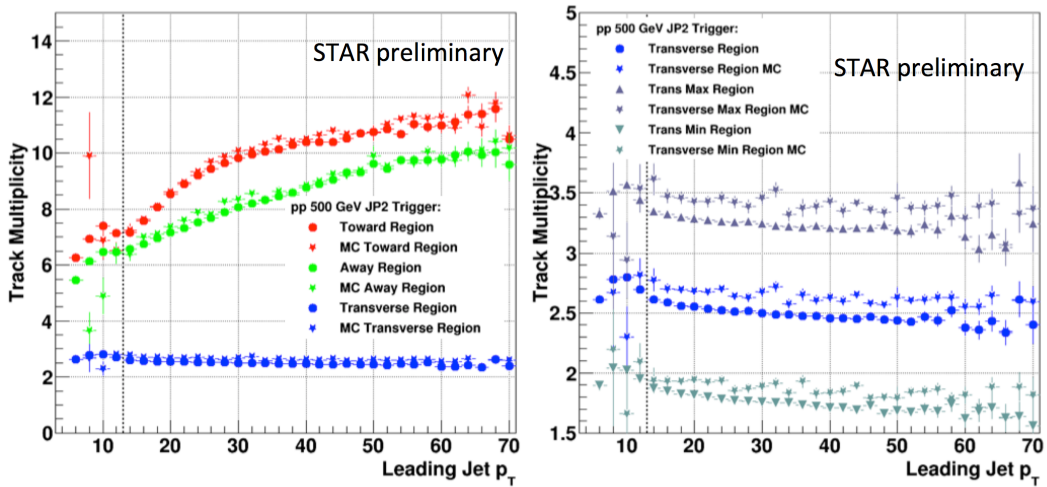 STAR preliminary
Track Multiplicity
14
12
10
8
6
4
2
0
pp 500 GeV JP2 Trigger:
Toward Region
MC Toward Region
Away Region
MC Away Region
Transverse Region
MC Transverse Region
10 20 30 40 50 60 70
Leading Jet pT
pp 500 GeV JP2 Trigger:
Transverse Region
Transverse Region MC
Trans Max Region
Transverse Max Region MC
Trans Min Region
Transverse Min Region MC
STAR preliminary
Track Multiplicity
5
4.5
4
3.5
3
2.5
2
1.5
10 20 30 40 50 60 70
Leading Jet pT